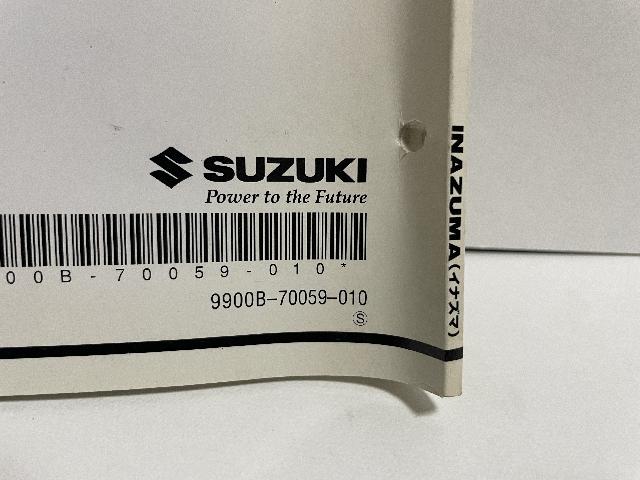 SUZUKI
Power to the Future
00B-70059-010*
9900B-70059-010
S
INAZUMA(イナズマ)